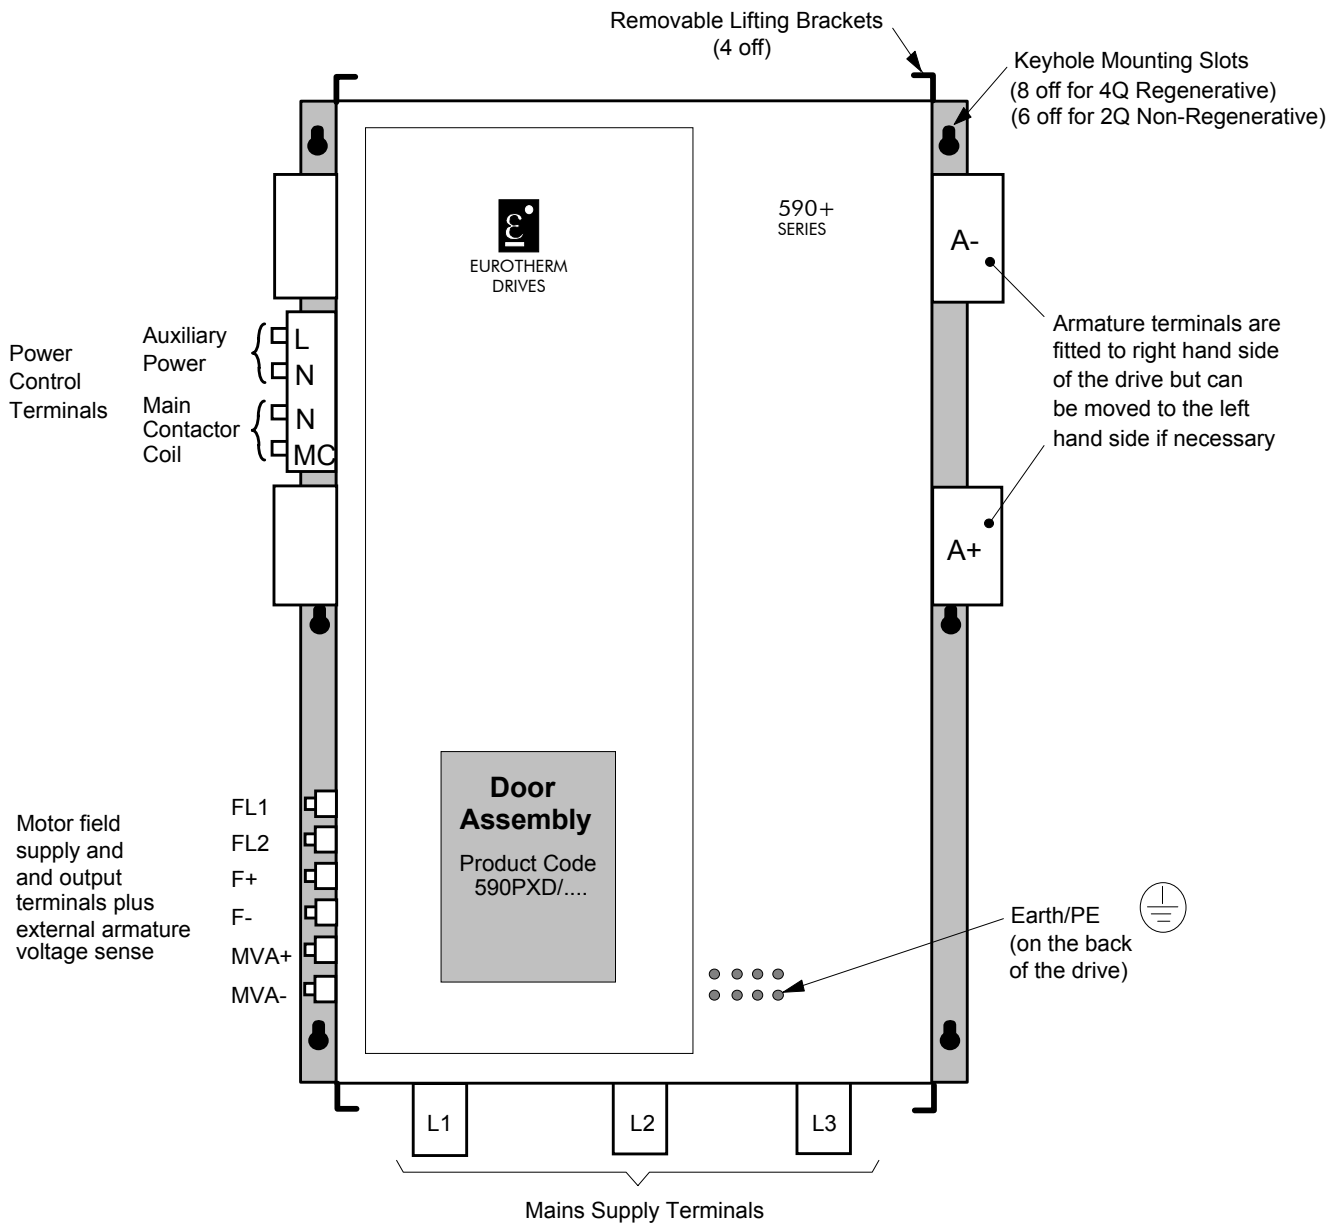 Removable Lifting Brackets
(4 off)
Keyhole Mounting Slots
(8 off for 4Q Regenerative)
(6 off for 2Q Non-Regenerative)
EUROTHERM
DRIVES
590+
SERIES
A-
Armature terminals are
fitted to right hand side
of the drive but can
be moved to the left
hand side if necessary
A+
Power
Control
Terminals
Auxiliary
Power
Main
Contactor
Coil
L
N
N
MC
Motor field
supply and
and output
terminals plus
external armature
voltage sense
FL1
FL2
F+
F-
MVA+
MVA-
Door
Assembly
Product Code
590PXD/....
Earth/PE
(on the back
of the drive)
L1
L2
L3
Mains Supply Terminals